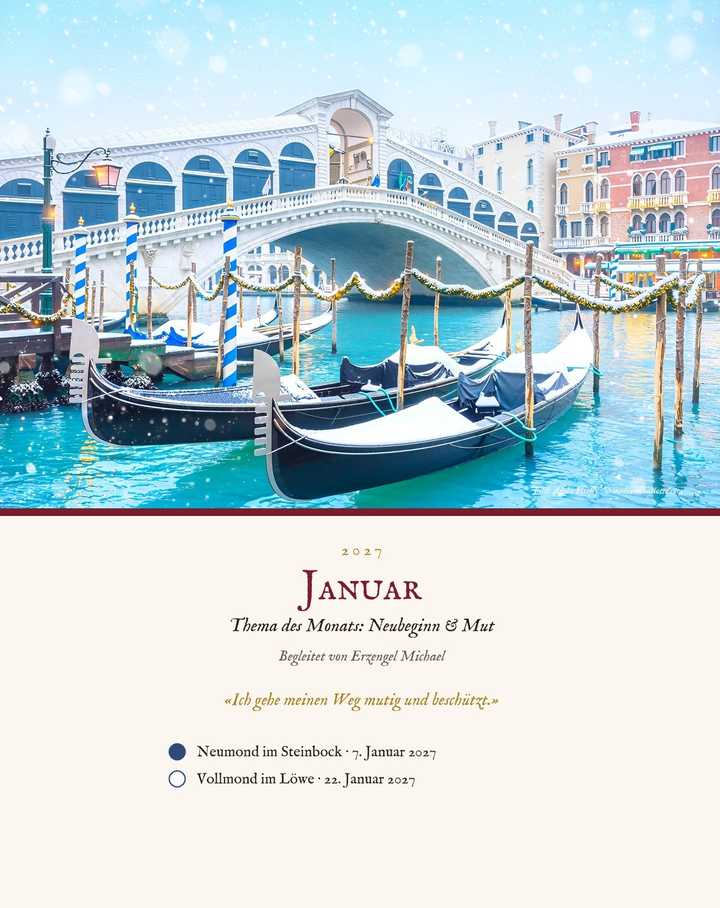 2027
Januar
Thema des Monats: Neubeginn & Mut
Begleitet von Erzengel Michael
«Ich gehe meinen Weg mutig und beschützt.»
Neumond im Steinbock · 7. Januar 2027
Vollmond im Löwe · 22. Januar 2027